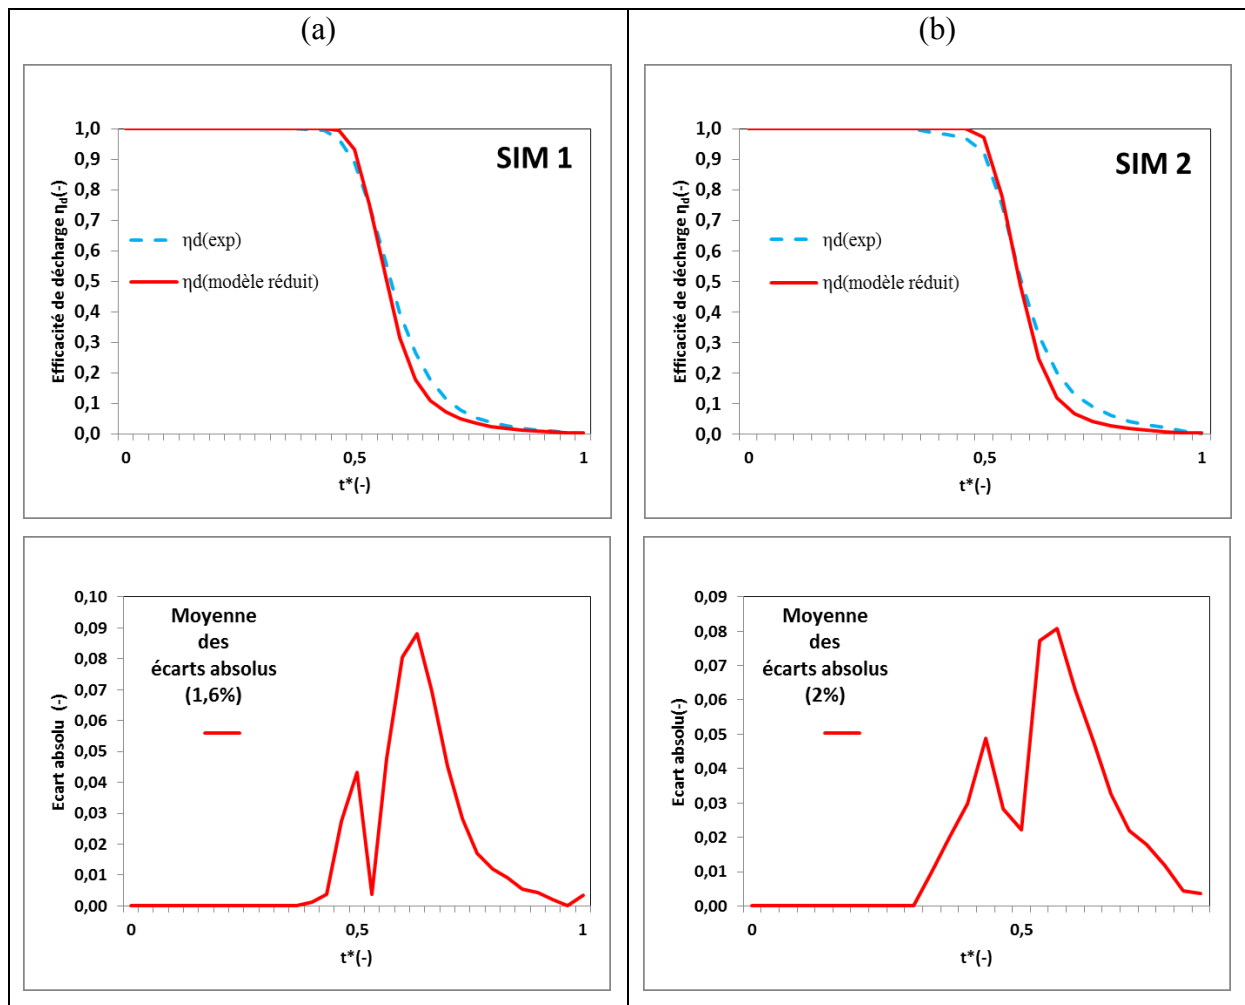 (a)
(b)
1,0
0,9
0,8
0,7
0,6
0,5
0,4
0,3
0,2
0,1
0,0
Efficacité de décharge ηd(-)
SIM 1
ηd(exp)
ηd(modèle réduit)
0
0,5
1
t*(-)
1,0
0,9
0,8
0,7
0,6
0,5
0,4
0,3
0,2
0,1
0,0
Efficacité de décharge ηd(-)
SIM 2
ηd(exp)
ηd(modèle réduit)
0
0,5
1
t*(-)
0,10
0,09
0,08
0,07
0,06
0,05
0,04
0,03
0,02
0,01
0,00
Ecart absolu (-)
Moyenne
des
écarts absolus
(1,6%)
0
0,5
1
t*(-)
0,09
0,08
0,07
0,06
0,05
0,04
0,03
0,02
0,01
0,00
Ecart absolu(-)
Moyenne
des
écarts absolus
(2%)
0
0,5
t*(-)